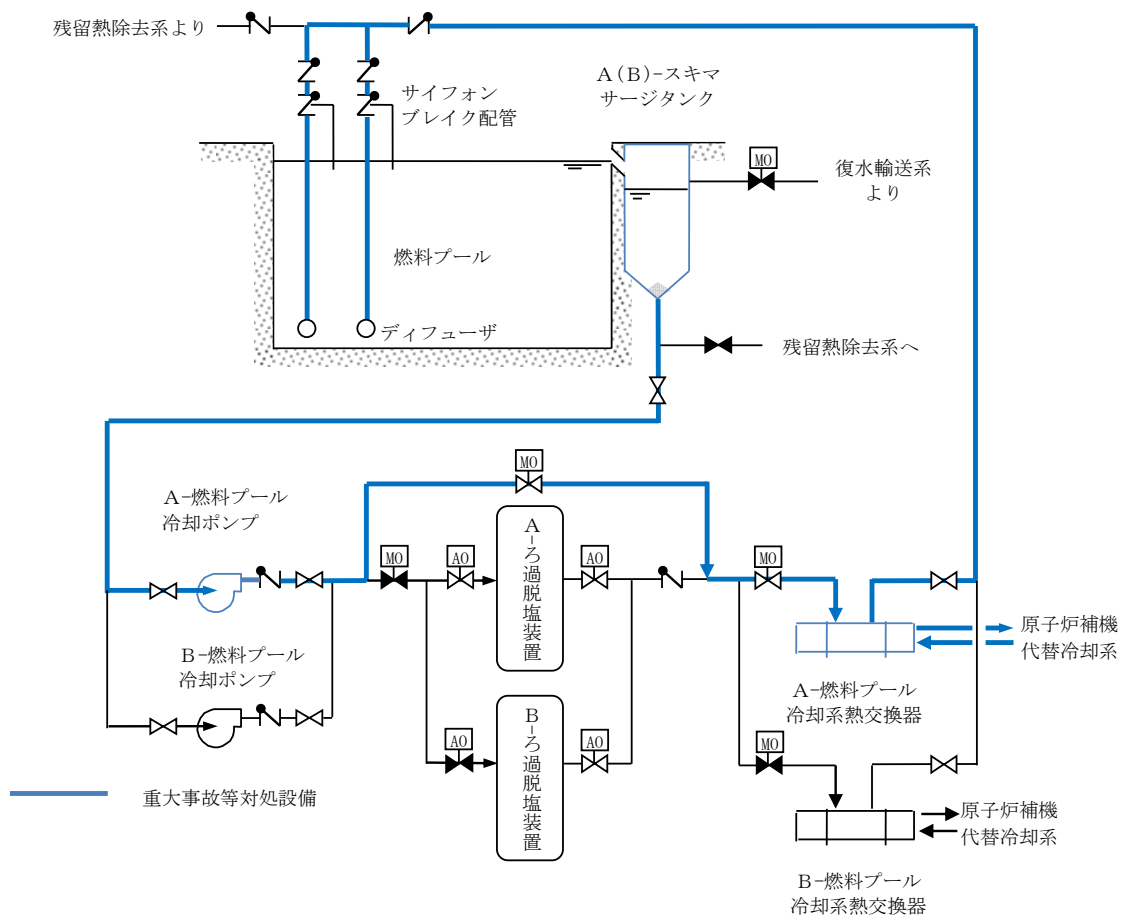 残留熱除去系より
A(B)-スキマ
サージタンク
サイフォン
ブレイク配管
MO
復水輸送系
より
燃料プール
ディフューザ
残留熱除去系へ
MO
A-燃料プール
冷却ポンプ
MO
AO
A-ろ過脱塩装置
AO
MO
原子炉補機
代替冷却系
B-燃料プール
冷却ポンプ
A-燃料プール
冷却系熱交換器
AO
B-ろ過脱塩装置
AO
MO
重大事故等対処設備
原子炉補機
代替冷却系
B-燃料プール
冷却系熱交換器